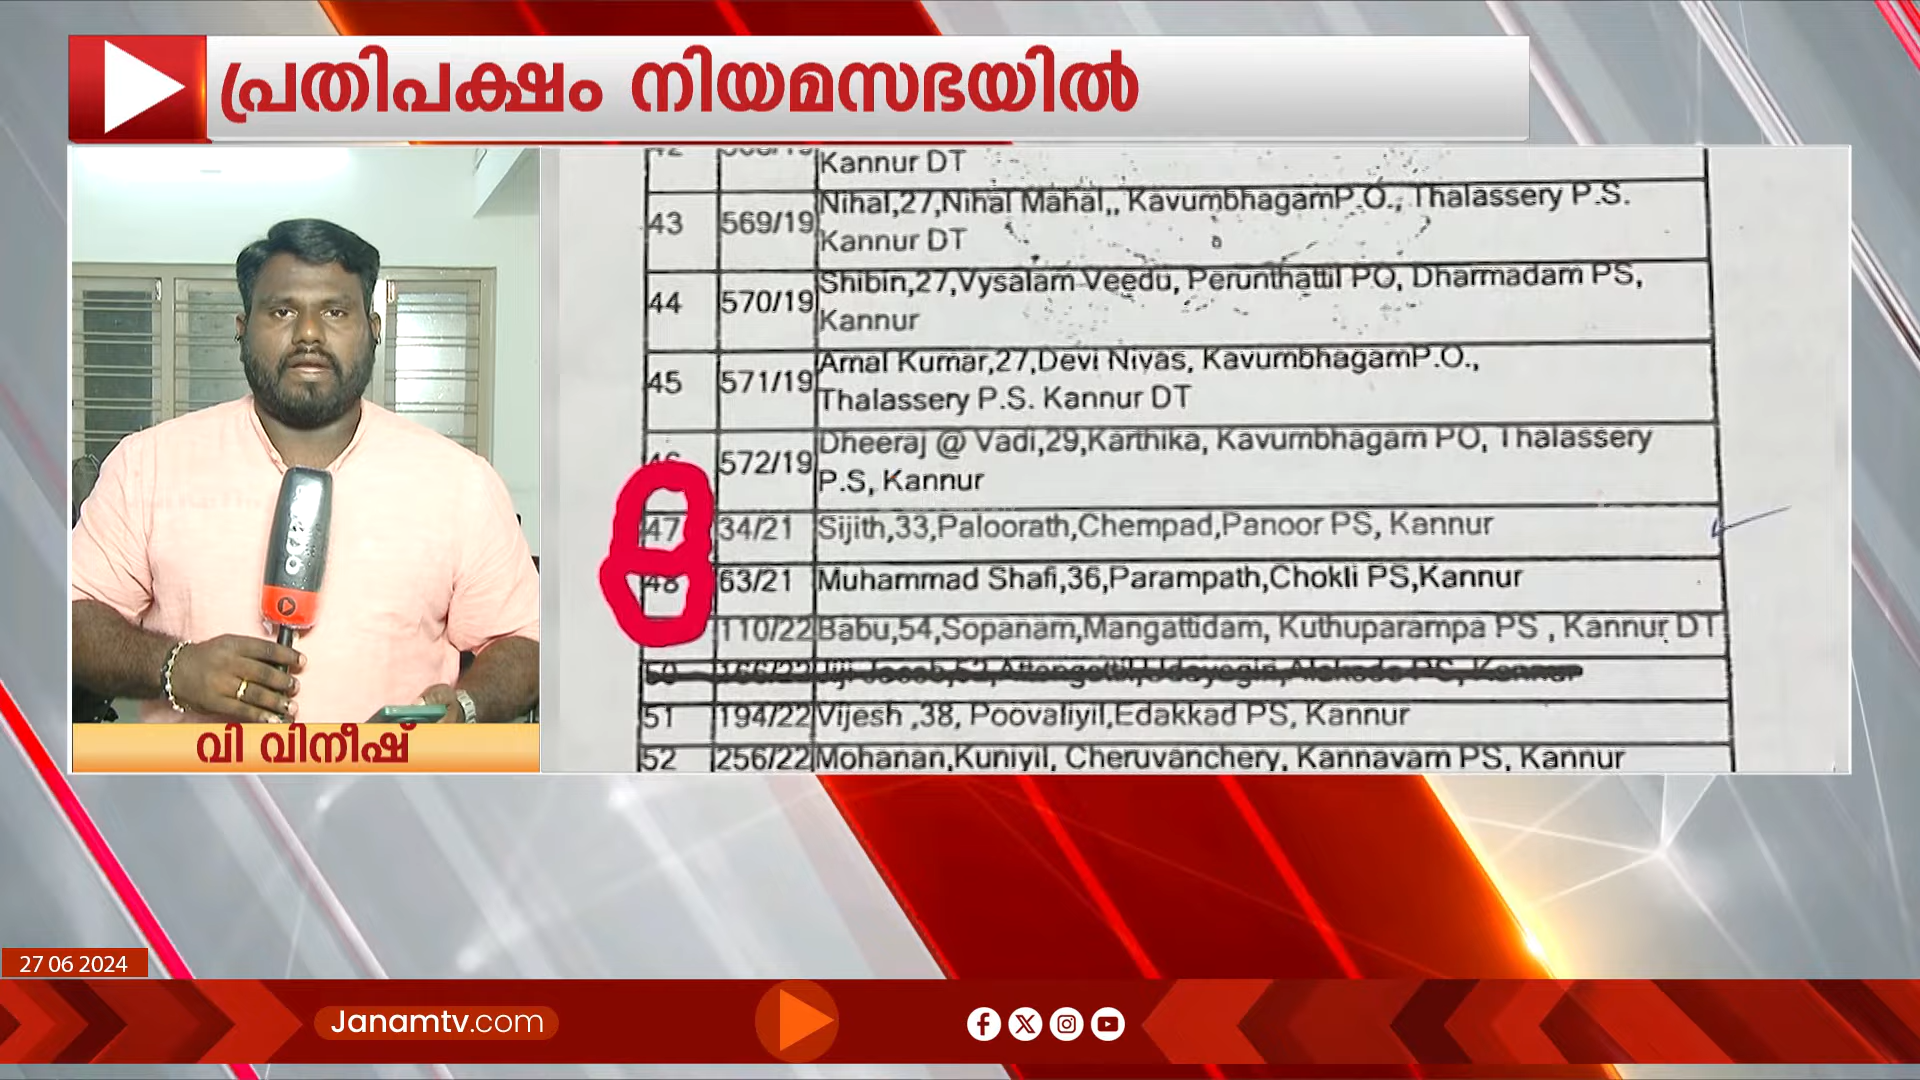 പ്രതിപക്ഷം നിയമസഭയിൽ
Kannur DT
43 569/19 Nihal,27,Nihal Mahal,, KavumbhagamP.O., Thalassery P.S.
Kannur DT
44 570/19 Shibin,27,Vysalam Veedu, Perunthattil PO, Dharmadam PS,
Kannur
45 571/19 Amal Kumar,27,Devi Nivas, KavumbhagamP.O.,
Thalassery P.S. Kannur DT
46 572/19 Dheeraj @ Vadi,29,Karthika, Kavumbhagam PO, Thalassery
P.S, Kannur
47 34/21 Sijith,33,Paloorath,Chempad,Panoor PS, Kannur
48 63/21 Muhammad Shafi,36,Parampath,Chokli PS,Kannur
110/22 Babu,54,Sopanam,Mangattidam, Kuthuparampa PS , Kannur DT
51 194/22 Vijesh ,38, Poovaliyil,Edakkad PS, Kannur
52 256/22 Mohanan,Kuniyil, Cheruvanchery, Kannavam PS, Kannur
വി വിനീഷ്
27 06 2024
Janamtv.com